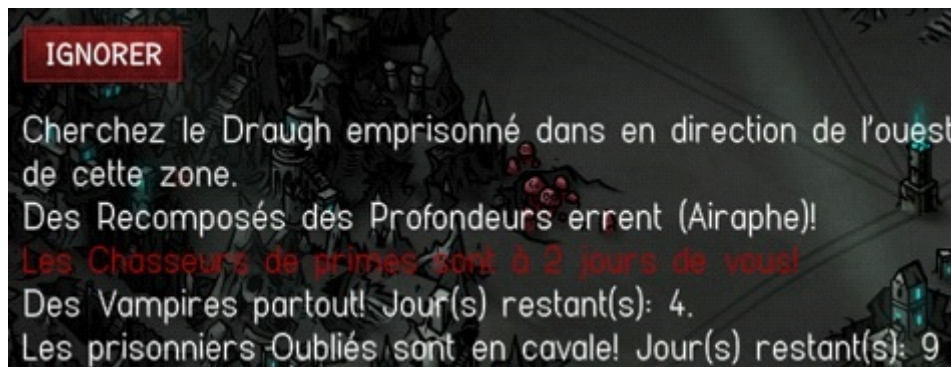 IGNORER
Cherchez le Draugh emprisonné dans en direction de l'ouest
de cette zone.
Des Recomposés des Profondeurs errent (Airaphe)!
Les Chasseurs de primes sont à 2 jours de vous!
Des Vampires partout! Jour(s) restant(s): 4.
Les prisonniers Oubliés sont en cavale! Jour(s) restant(s): 9